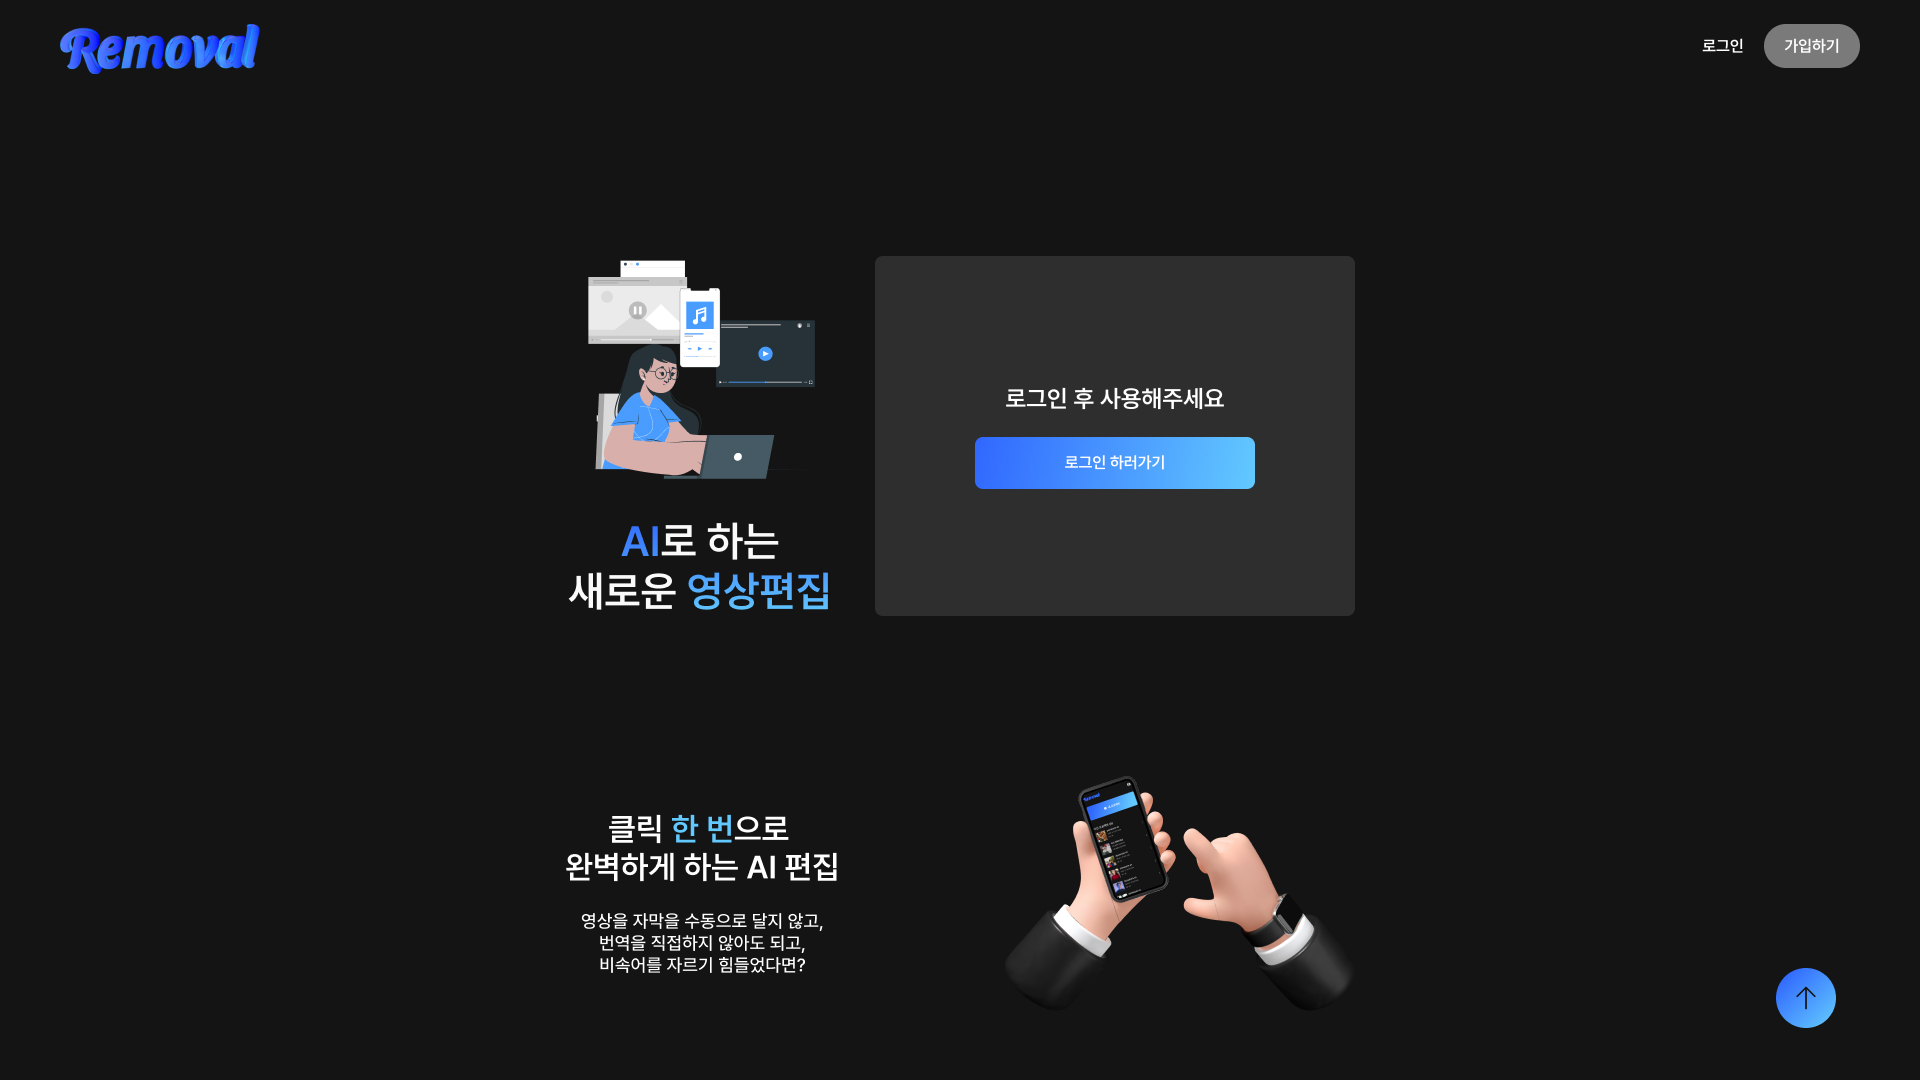 Removal
로그인
가입하기
로그인 후 사용해주세요
로그인 하러가기
AI로 하는
새로운 영상편집
클릭 한 번으로
완벽하게 하는 AI 편집
영상을 자막을 수동으로 달지 않고,
번역을 직접하지 않아도 되고,
비속어를 자르기 힘들었다면?
Removal